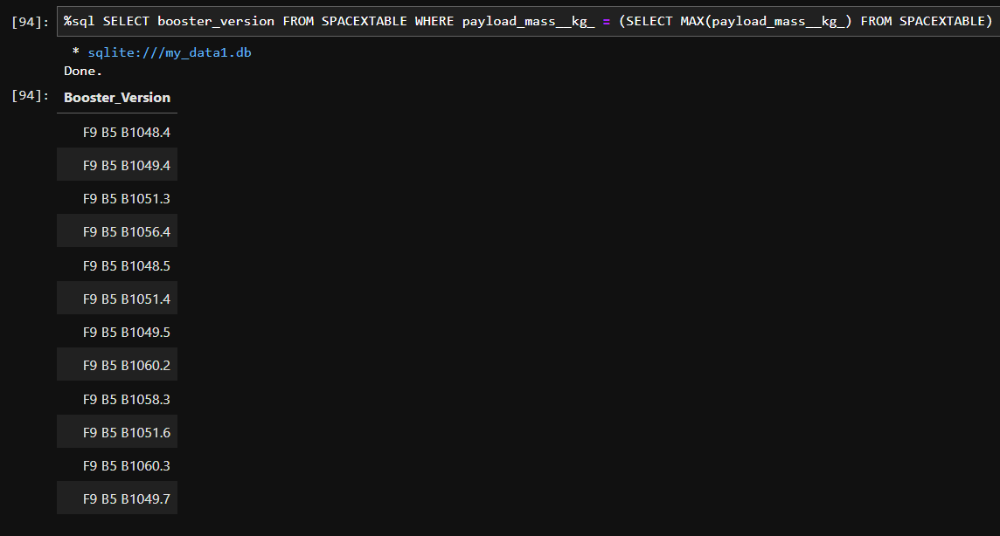 [94]: %sql SELECT booster_version FROM SPACEXTABLE WHERE payload_mass__kg_ = (SELECT MAX(payload_mass__kg_) FROM SPACEXTABLE)
* sqlite:///my_data1.db
Done.
[94]: Booster_Version
F9 B5 B1048.4
F9 B5 B1049.4
F9 B5 B1051.3
F9 B5 B1056.4
F9 B5 B1048.5
F9 B5 B1051.4
F9 B5 B1049.5
F9 B5 B1060.2
F9 B5 B1058.3
F9 B5 B1051.6
F9 B5 B1060.3
F9 B5 B1049.7